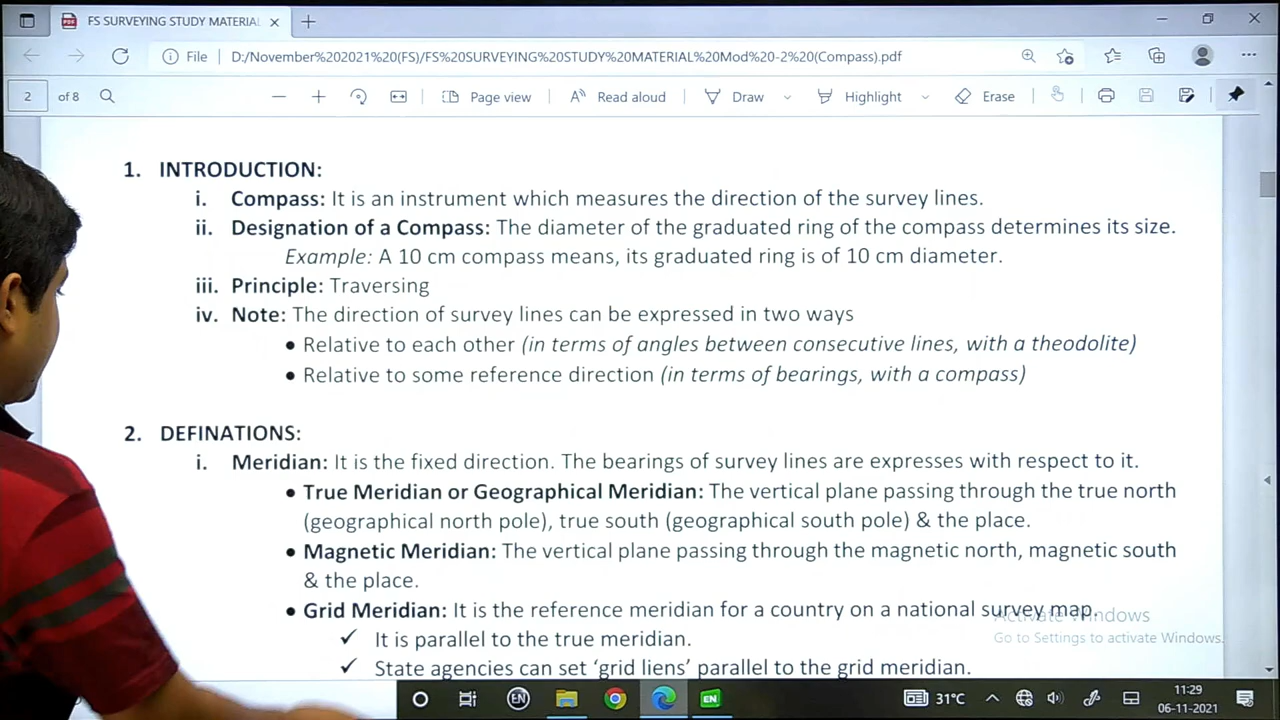 FS SURVEYING STUDY MATERIAL
File D:/November%202021%20(FS)/FS%20SURVEYING%20STUDY%20MATERIAL%20Mod%20-2%20(Compass).pdf
2 of 8 Page view Read aloud Draw Highlight Erase
1. INTRODUCTION:
i. Compass: It is an instrument which measures the direction of the survey lines.
ii. Designation of a Compass: The diameter of the graduated ring of the compass determines its size.
Example: A 10 cm compass means, its graduated ring is of 10 cm diameter.
iii. Principle: Traversing
iv. Note: The direction of survey lines can be expressed in two ways
• Relative to each other (in terms of angles between consecutive lines, with a theodolite)
• Relative to some reference direction (in terms of bearings, with a compass)
2. DEFINATIONS:
i. Meridian: It is the fixed direction. The bearings of survey lines are expresses with respect to it.
• True Meridian or Geographical Meridian: The vertical plane passing through the true north
(geographical north pole), true south (geographical south pole) & the place.
• Magnetic Meridian: The vertical plane passing through the magnetic north, magnetic south
& the place.
• Grid Meridian: It is the reference meridian for a country on a national survey map.
Activate Windows
✓ It is parallel to the true meridian.
Go to Settings to activate Windows.
✓ State agencies can set ‘grid liens’ parallel to the grid meridian.
EN EN 31°C 11:29
06-11-2021